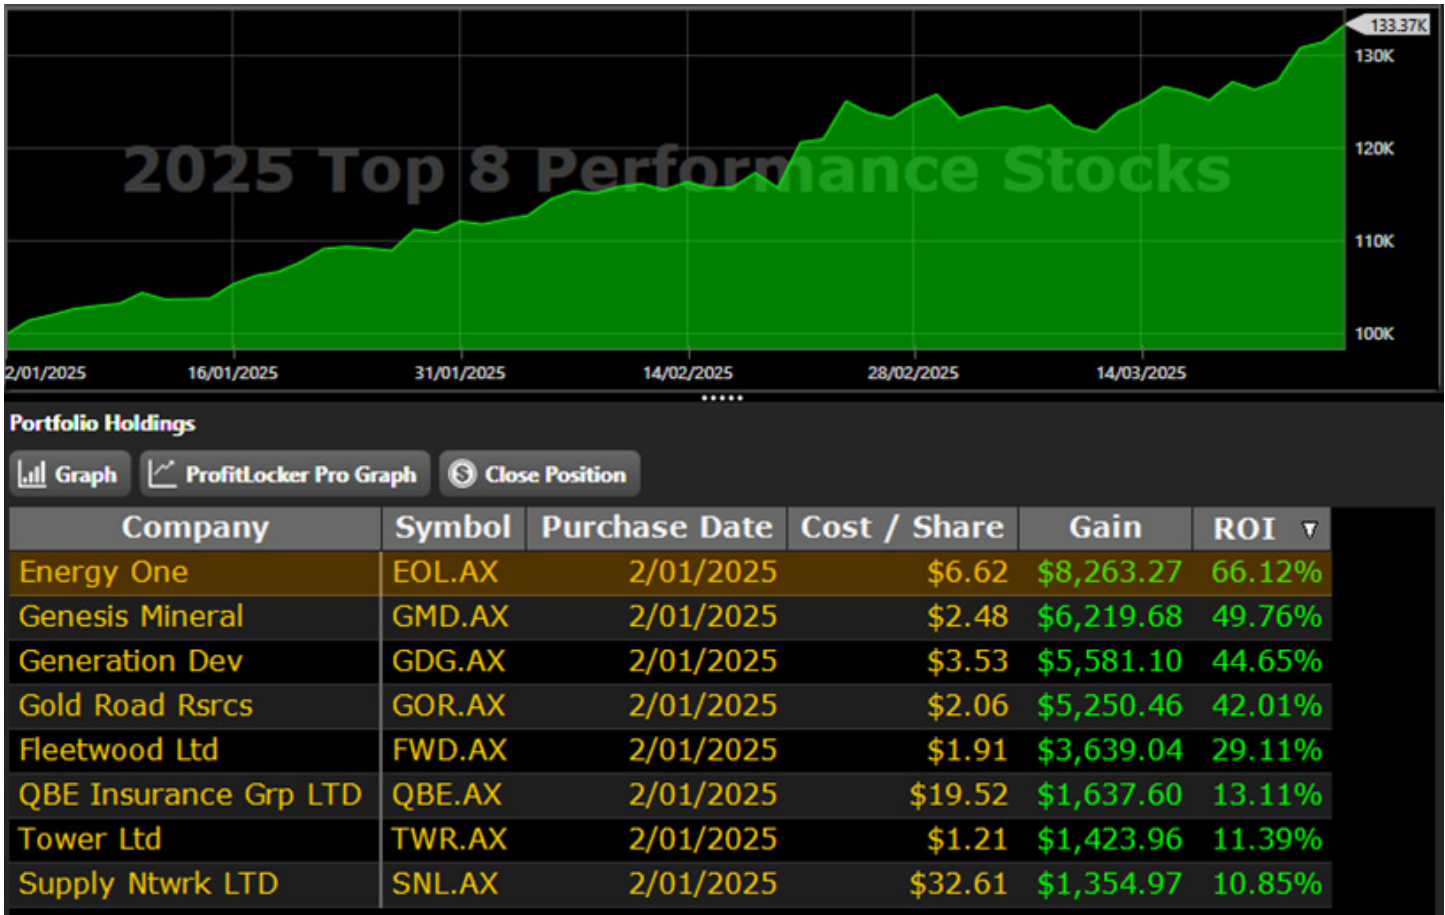 133.37K
130K
2025 Top 8 Performance Stocks
120K
110K
100K
2/01/2025 16/01/2025 31/01/2025 14/02/2025 28/02/2025 14/03/2025
Portfolio Holdings
Graph ProfitLocker Pro Graph Close Position
Company Symbol Purchase Date Cost / Share Gain ROI
Energy One EOL.AX 2/01/2025 $6.62 $8,263.27 66.12%
Genesis Mineral GMD.AX 2/01/2025 $2.48 $6,219.68 49.76%
Generation Dev GDG.AX 2/01/2025 $3.53 $5,581.10 44.65%
Gold Road Rsrcs GOR.AX 2/01/2025 $2.06 $5,250.46 42.01%
Fleetwood Ltd FWD.AX 2/01/2025 $1.91 $3,639.04 29.11%
QBE Insurance Grp LTD QBE.AX 2/01/2025 $19.52 $1,637.60 13.11%
Tower Ltd TWR.AX 2/01/2025 $1.21 $1,423.96 11.39%
Supply Ntwrk LTD SNL.AX 2/01/2025 $32.61 $1,354.97 10.85%